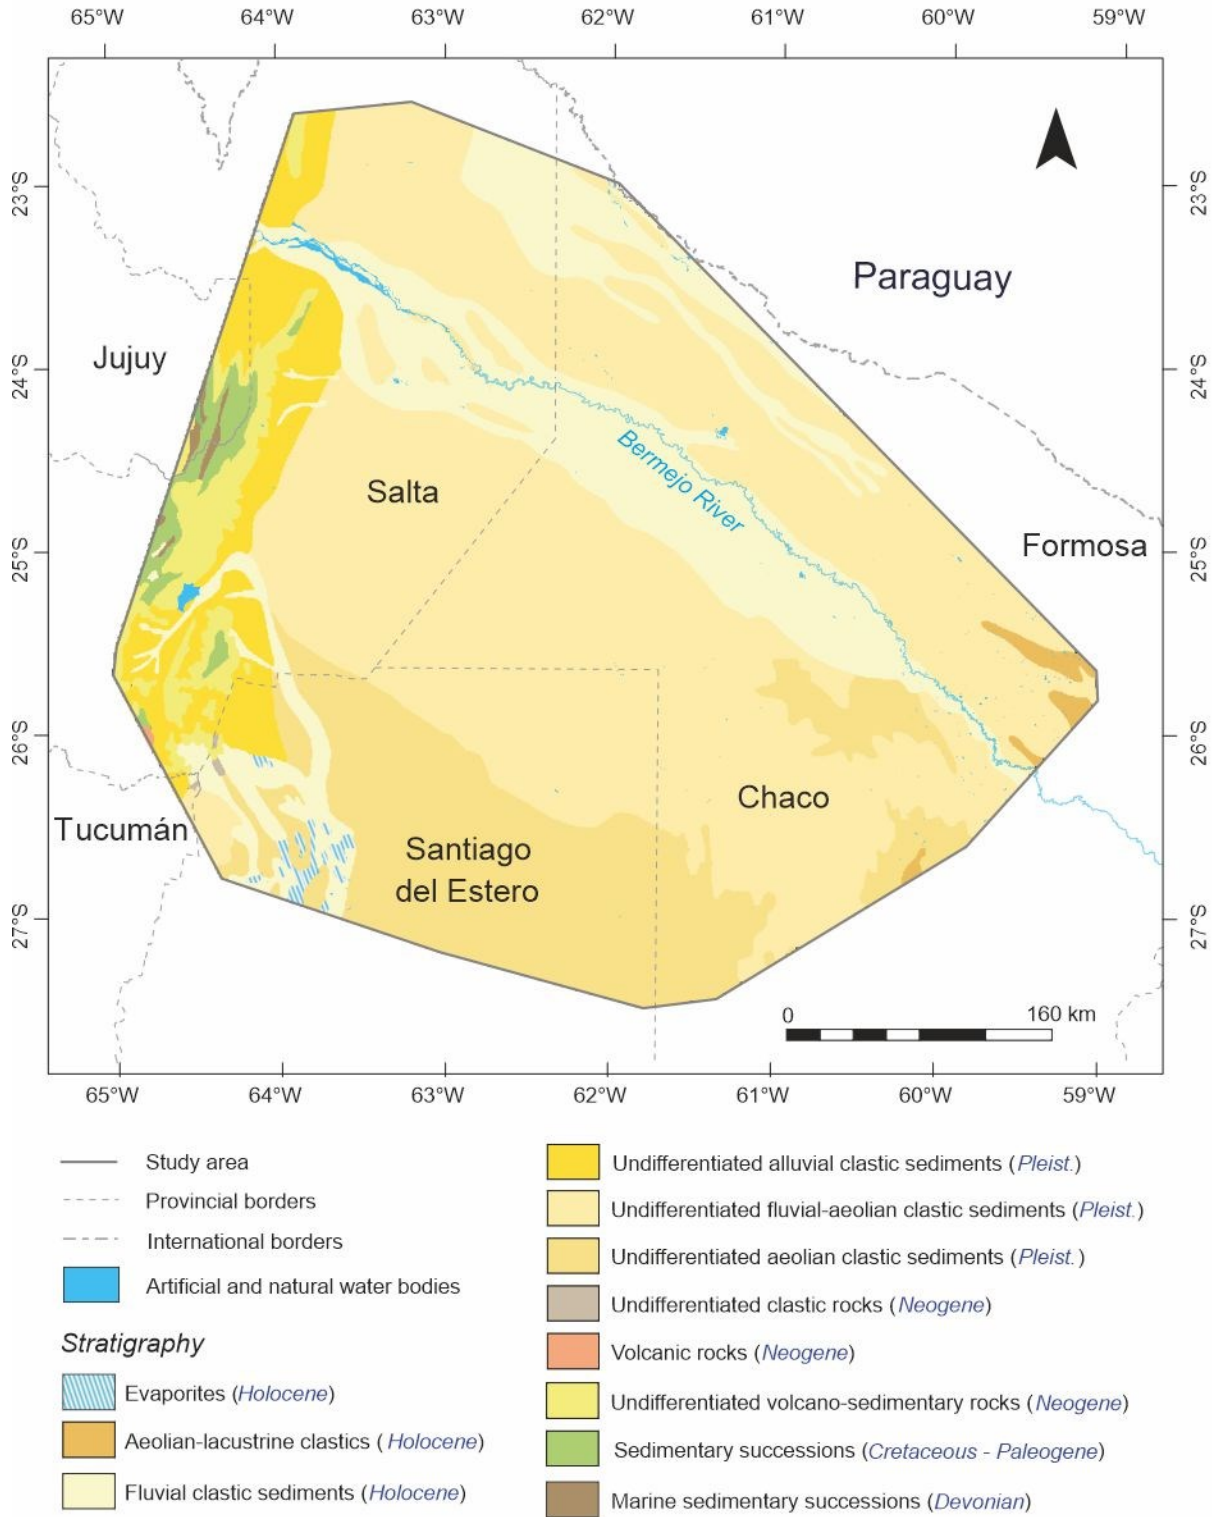 65°W 64°W 63°W 62°W 61°W 60°W 59°W
23°S 23°S
Paraguay
Jujuy
24°S 24°S
Bermejo River
Salta
25°S Formosa 25°S
26°S 26°S
Chaco
Tucumán
Santiago
del Estero
27°S 27°S
0 160 km
65°W 64°W 63°W 62°W 61°W 60°W 59°W
Study area
Provincial borders
International borders
Artificial and natural water bodies
Stratigraphy
Evaporites (Holocene)
Aeolian-lacustrine clastics (Holocene)
Fluvial clastic sediments (Holocene)
Undifferentiated alluvial clastic sediments (Pleist.)
Undifferentiated fluvial-aeolian clastic sediments (Pleist.)
Undifferentiated aeolian clastic sediments (Pleist.)
Undifferentiated clastic rocks (Neogene)
Volcanic rocks (Neogene)
Undifferentiated volcano-sedimentary rocks (Neogene)
Sedimentary successions (Cretaceous - Paleogene)
Marine sedimentary successions (Devonian)